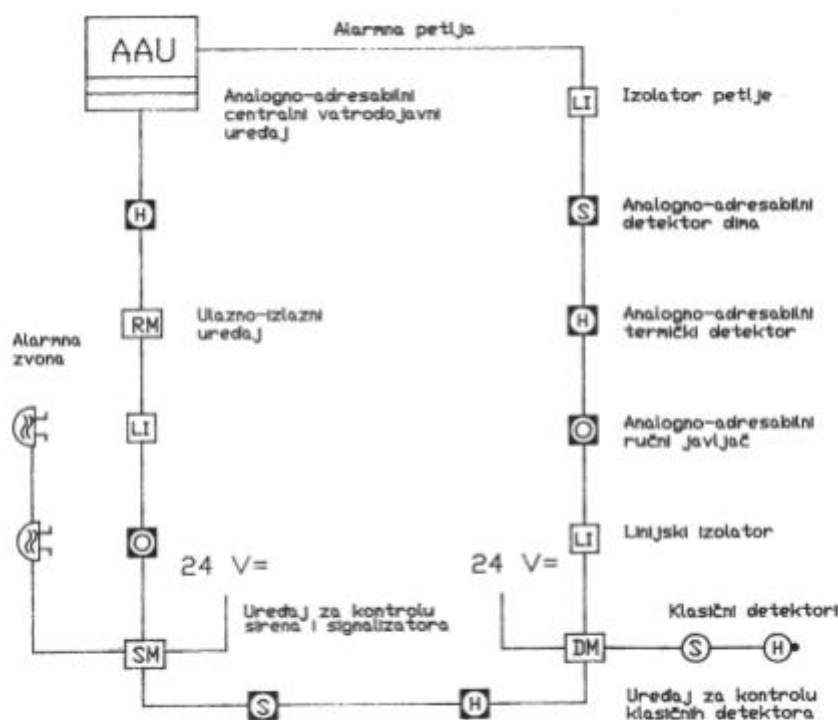 Alarmna petlja
AAU
Analogno-adresabilni
centralni vatrodojavni
uređaj
LI
Izolator petlje
H
S
Analogno-adresabilni
detektor dima
RM
Ulazno-izlazni
uređaj
H
Analogno-adresabilni
termički detektor
Alarmna
zvona
LI
Analogno-adresabilni
ručni javljač
24 V=
24 V=
LI
Linijski izolator
Uređaj za kontrolu
sirena i signalizatora
Klasični detektori
SM
DM
S
H
S
H
Uređaj za kontrolu
klasičnih detektora